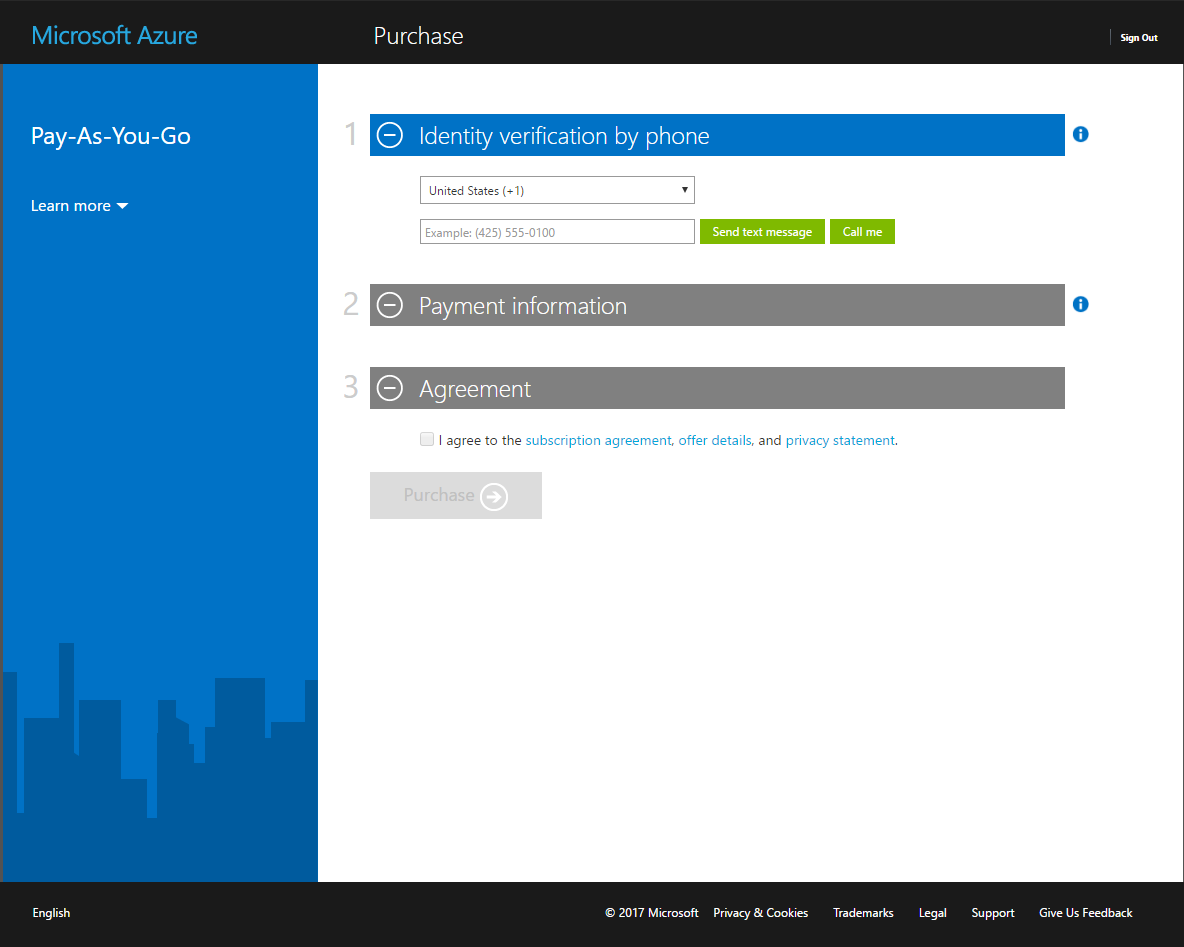 Microsoft Azure
Purchase
Sign Out
Pay-As-You-Go
Learn more
1
Identity verification by phone
United States (+1)
Example: (425) 555-0100
Send text message
Call me
2
Payment information
3
Agreement
I agree to the subscription agreement, offer details, and privacy statement.
Purchase
English
© 2017 Microsoft
Privacy & Cookies
Trademarks
Legal
Support
Give Us Feedback